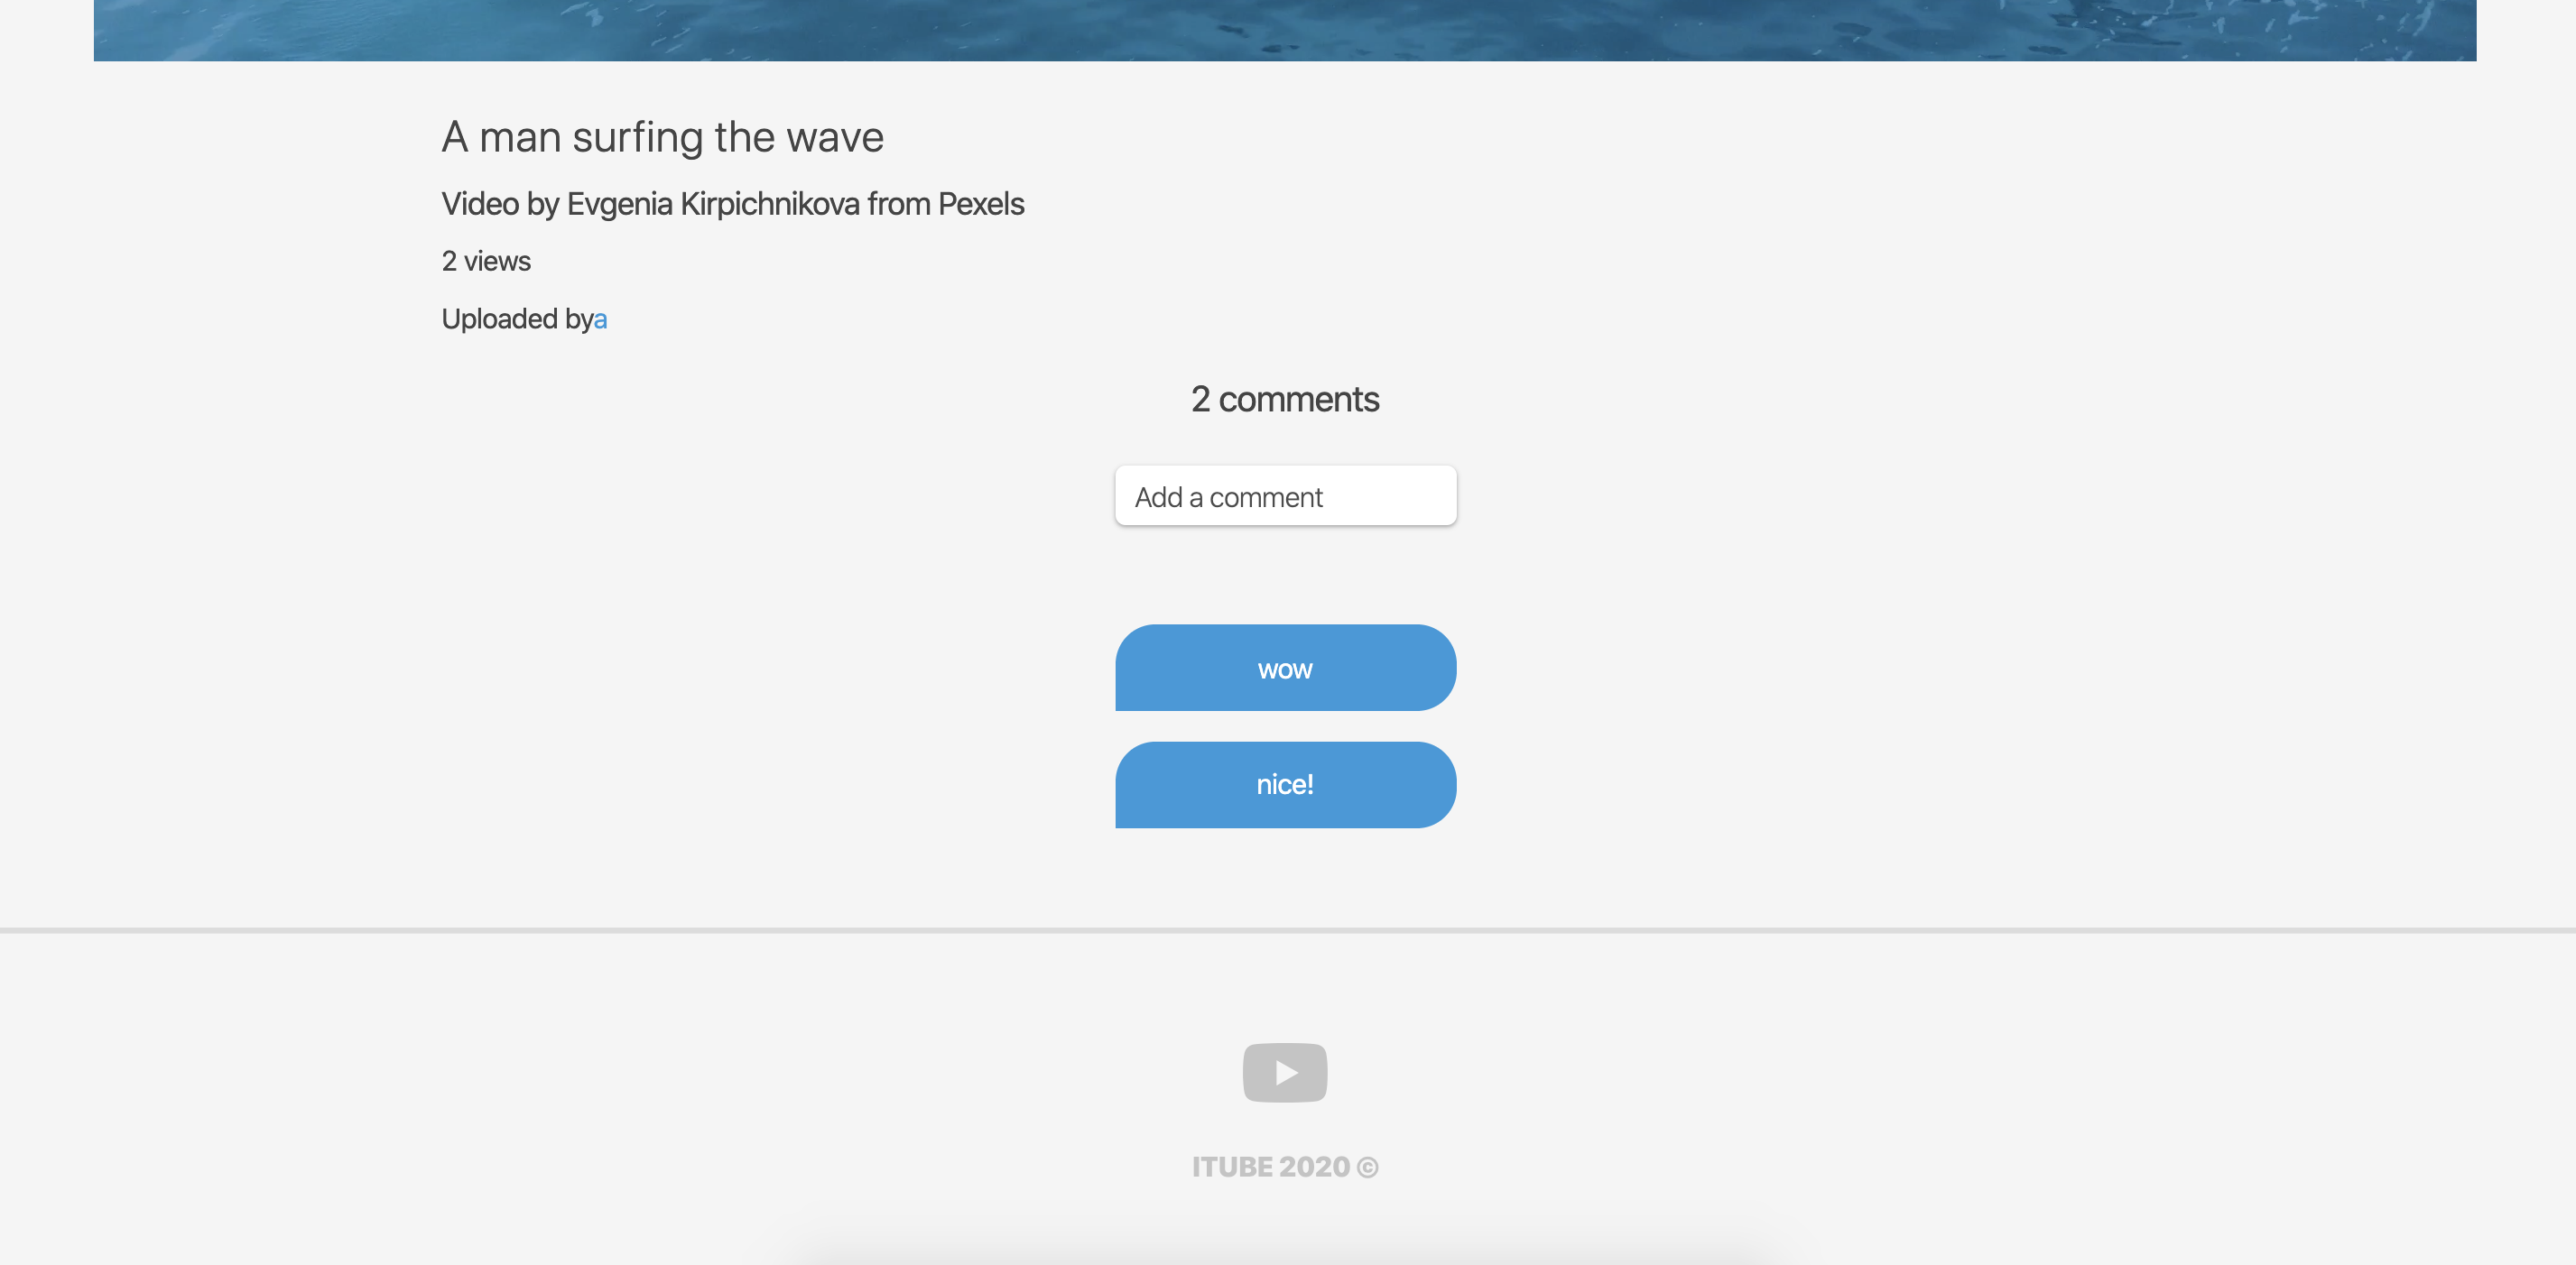 A man surfing the wave
Video by Evgenia Kirpichnikova from Pexels
2 views
Uploaded bya
2 comments
Add a comment
wow
nice!
ITUBE 2020 ©